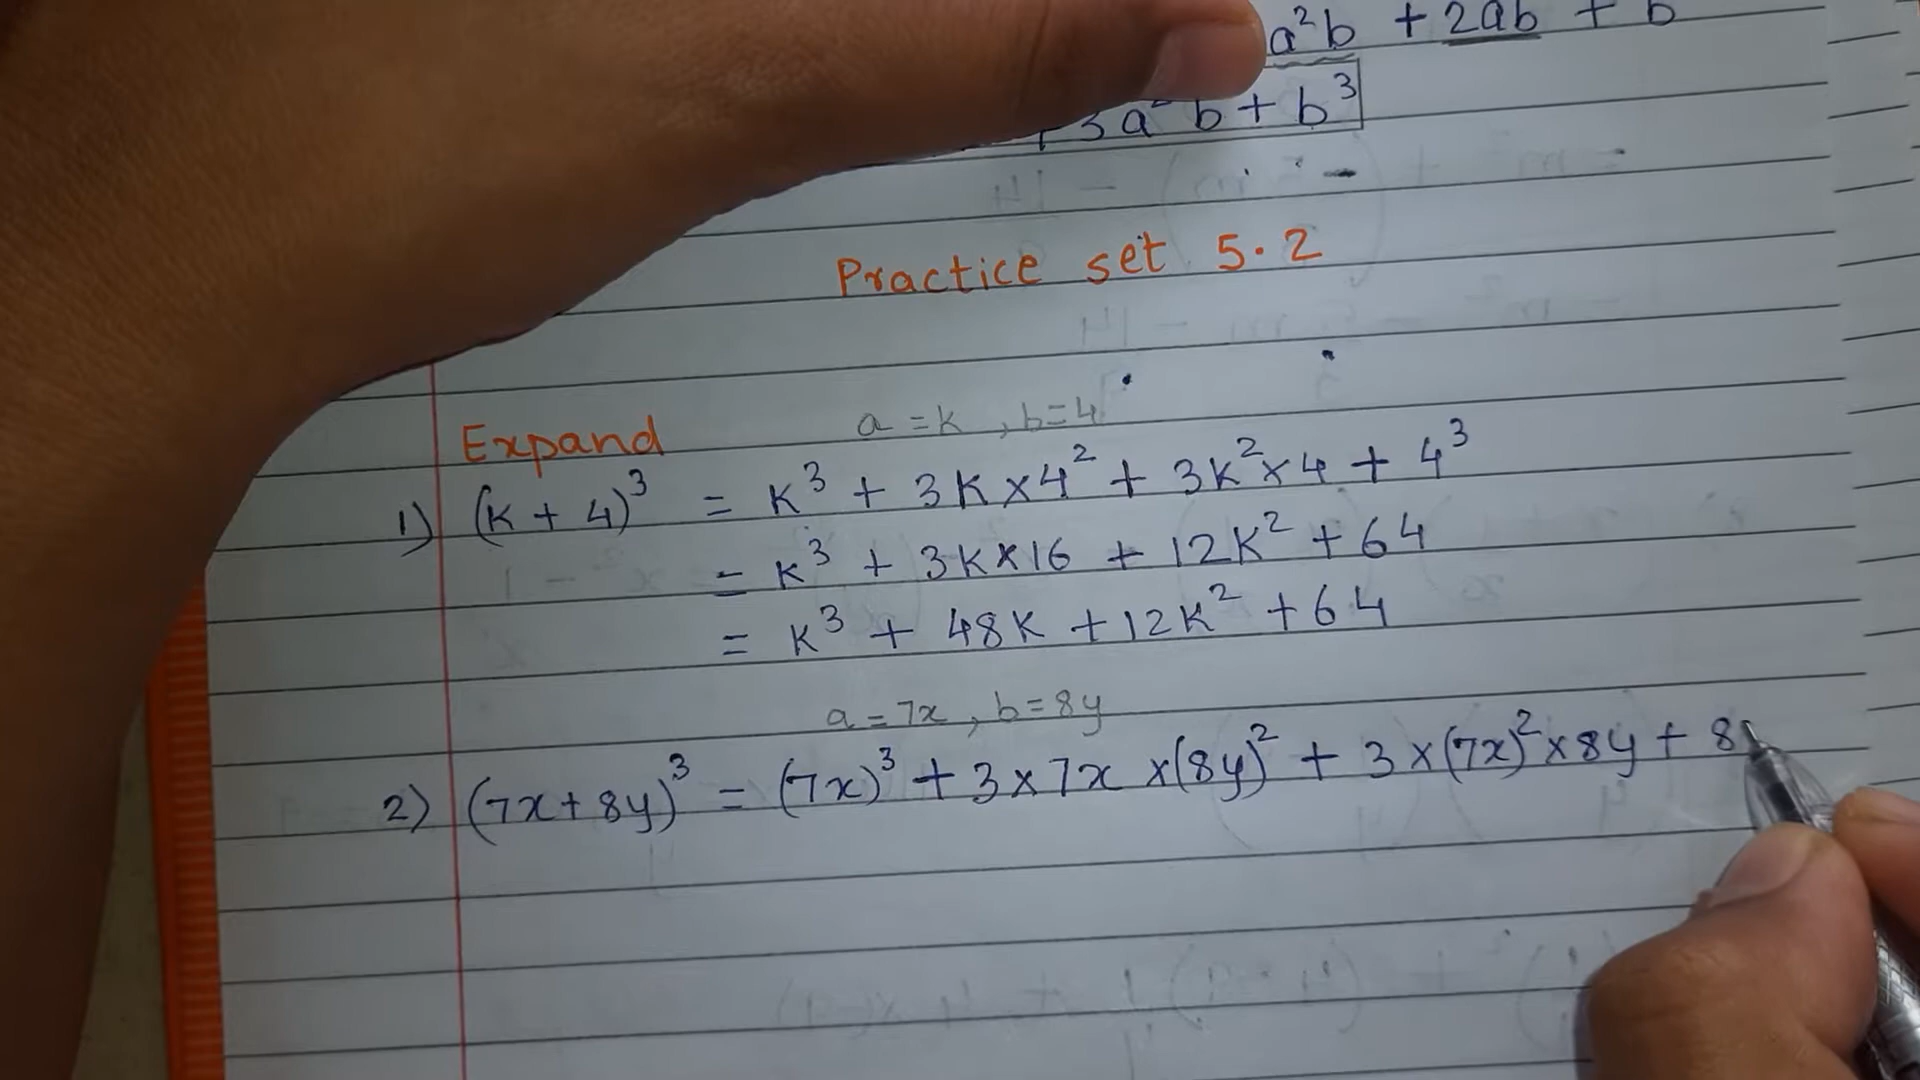 a²b + 2ab + b
+ 3a²b + b³
Practice set 5.2
Expand
a = k , b = 4
1) (k + 4)³ = k³ + 3k × 4² + 3k² × 4 + 4³
= k³ + 3k × 16 + 12k² + 64
= k³ + 48k + 12k² + 64
a = 7x , b = 8y
2) (7x + 8y)³ = (7x)³ + 3 × 7x × (8y)² + 3 × (7x)² × 8y + 8